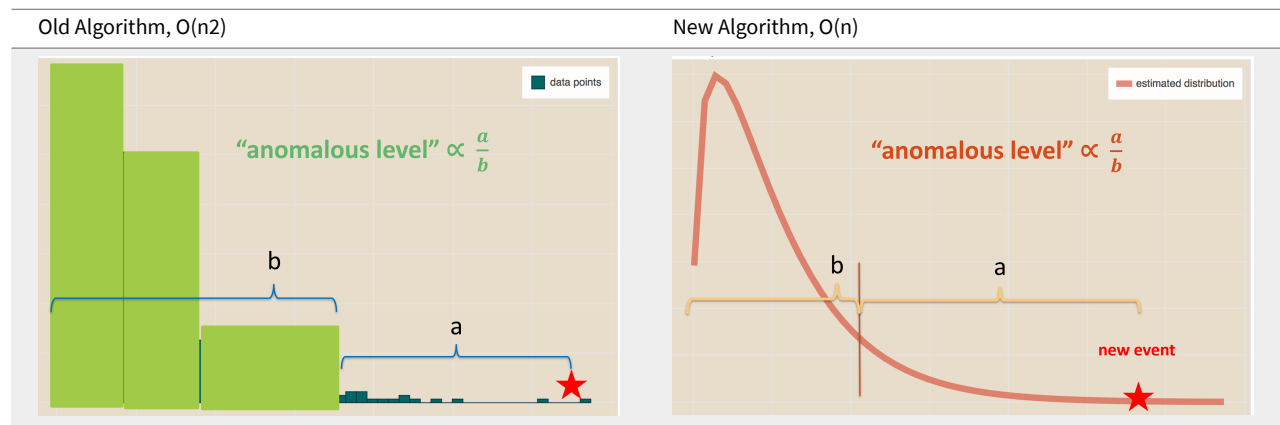 Old Algorithm, O(n2)
New Algorithm, O(n)
data points
“anomalous level” ∝ a/b
b
a
estimated distribution
“anomalous level” ∝ a/b
b
a
new event